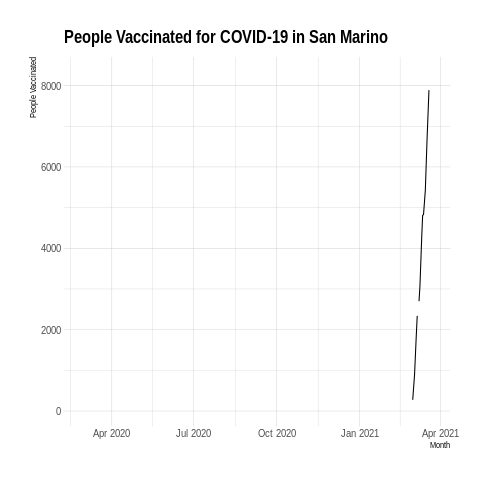 People Vaccinated for COVID-19 in San Marino
People Vaccinated
8000
6000
4000
2000
0
Apr 2020 Jul 2020 Oct 2020 Jan 2021 Apr 2021
Month